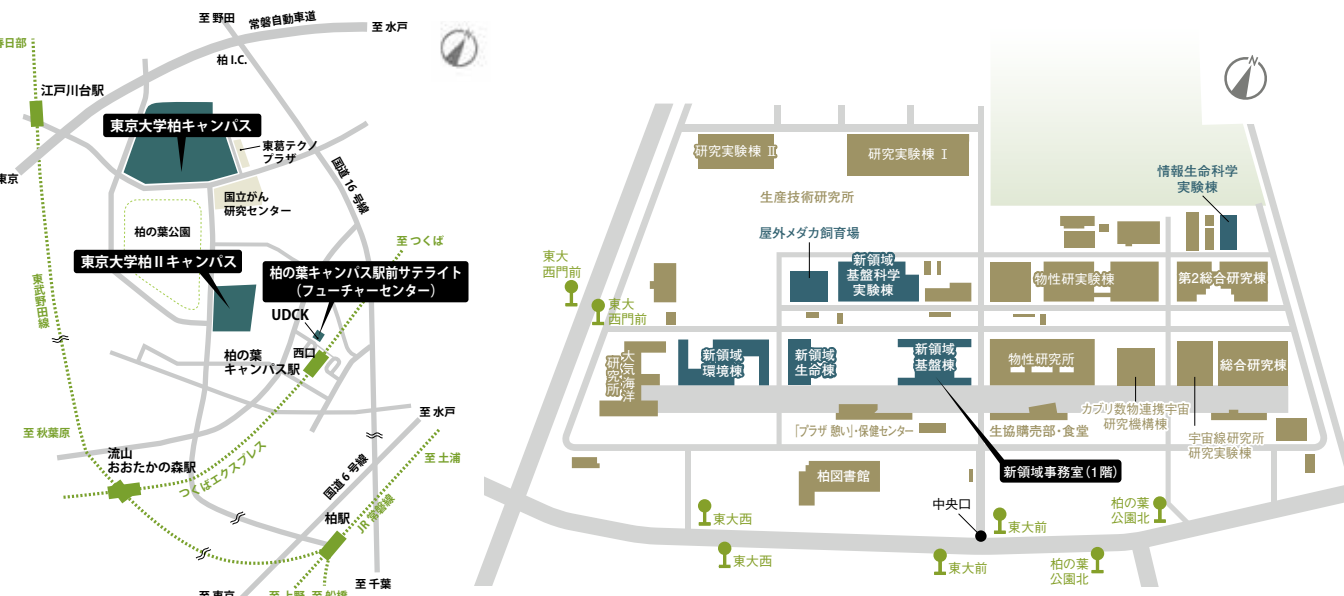 至 野田
常磐自動車道
至 水戸
春日部
柏 I.C.
江戸川台駅
東京大学柏キャンパス
東葛テクノ
プラザ
国道 16 号線
東京
国立がん
研究センター
柏の葉公園
至 つくば
東京大学柏Ⅱキャンパス
柏の葉キャンパス駅前サテライト
(フューチャーセンター)
東武野田線
UDCK
西口
柏の葉
キャンパス駅
至 水戸
至 秋葉原
流山
おおたかの森駅
つくばエクスプレス
国道 6 号線
至 土浦
柏駅
JR 常磐線
至 千葉
至 東京
至 上野
至 船橋
研究実験棟 Ⅱ
研究実験棟 Ⅰ
生産技術研究所
情報生命科学
実験棟
屋外メダカ飼育場
東大
西門前
東大
西門前
新領域
基盤科学
実験棟
物性研実験棟
第2総合研究棟
大気海洋
研究所
新領域
環境棟
新領域
生命棟
新領域
基盤棟
物性研究所
総合研究棟
カブリ数物連携宇宙
研究機構棟
「プラザ 憩い」・保健センター
生協購売部・食堂
宇宙線研究所
研究実験棟
新領域事務室(1階)
柏図書館
中央口
東大西
東大西
東大前
東大前
柏の葉
公園北
柏の葉
公園北